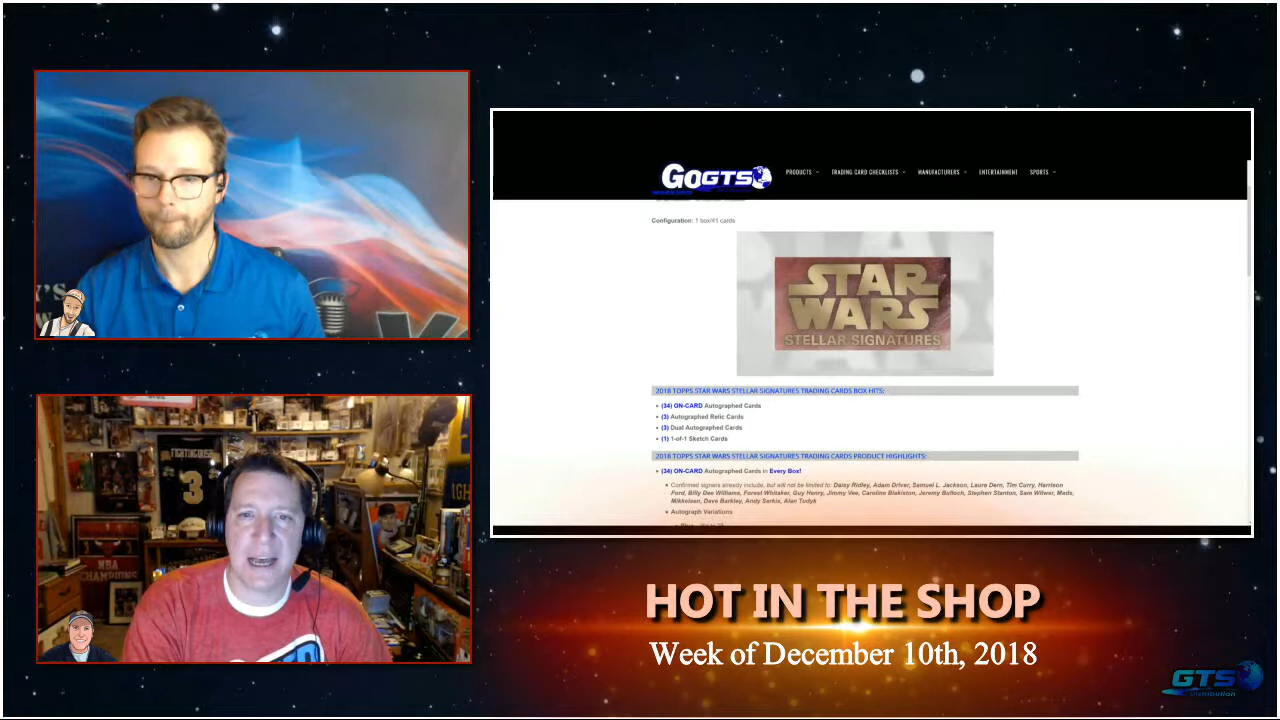 GOGTS
PRODUCTS
TRADING CARD CHECKLISTS
MANUFACTURERS
ENTERTAINMENT
SPORTS
Configuration: 1 box/41 cards
STAR
WARS
STELLAR SIGNATURES
2018 TOPPS STAR WARS STELLAR SIGNATURES TRADING CARDS BOX HITS:
(34) ON-CARD Autographed Cards
(3) Autographed Relic Cards
(3) Dual Autographed Cards
(1) 1-of-1 Sketch Cards
2018 TOPPS STAR WARS STELLAR SIGNATURES TRADING CARDS PRODUCT HIGHLIGHTS:
(34) ON-CARD Autographed Cards in Every Box!
Confirmed signers already include, but will not be limited to: Daisy Ridley, Adam Driver, Samuel L. Jackson, Laura Dern, Tim Curry, Harrison
Ford, Billy Dee Williams, Forest Whitaker, Guy Henry, Jimmy Vee, Caroline Blakiston, Jeremy Bulloch, Stephen Stanton, Sam Witwer, Mads,
Mikkelsen, Dave Barkley, Andy Serkis, Alan Tudyk
Autograph Variations
FIGHTING ILLINI
3
NBA
CHAMPIONS
HOT IN THE SHOP
Week of December 10th, 2018
GTS
Distribution